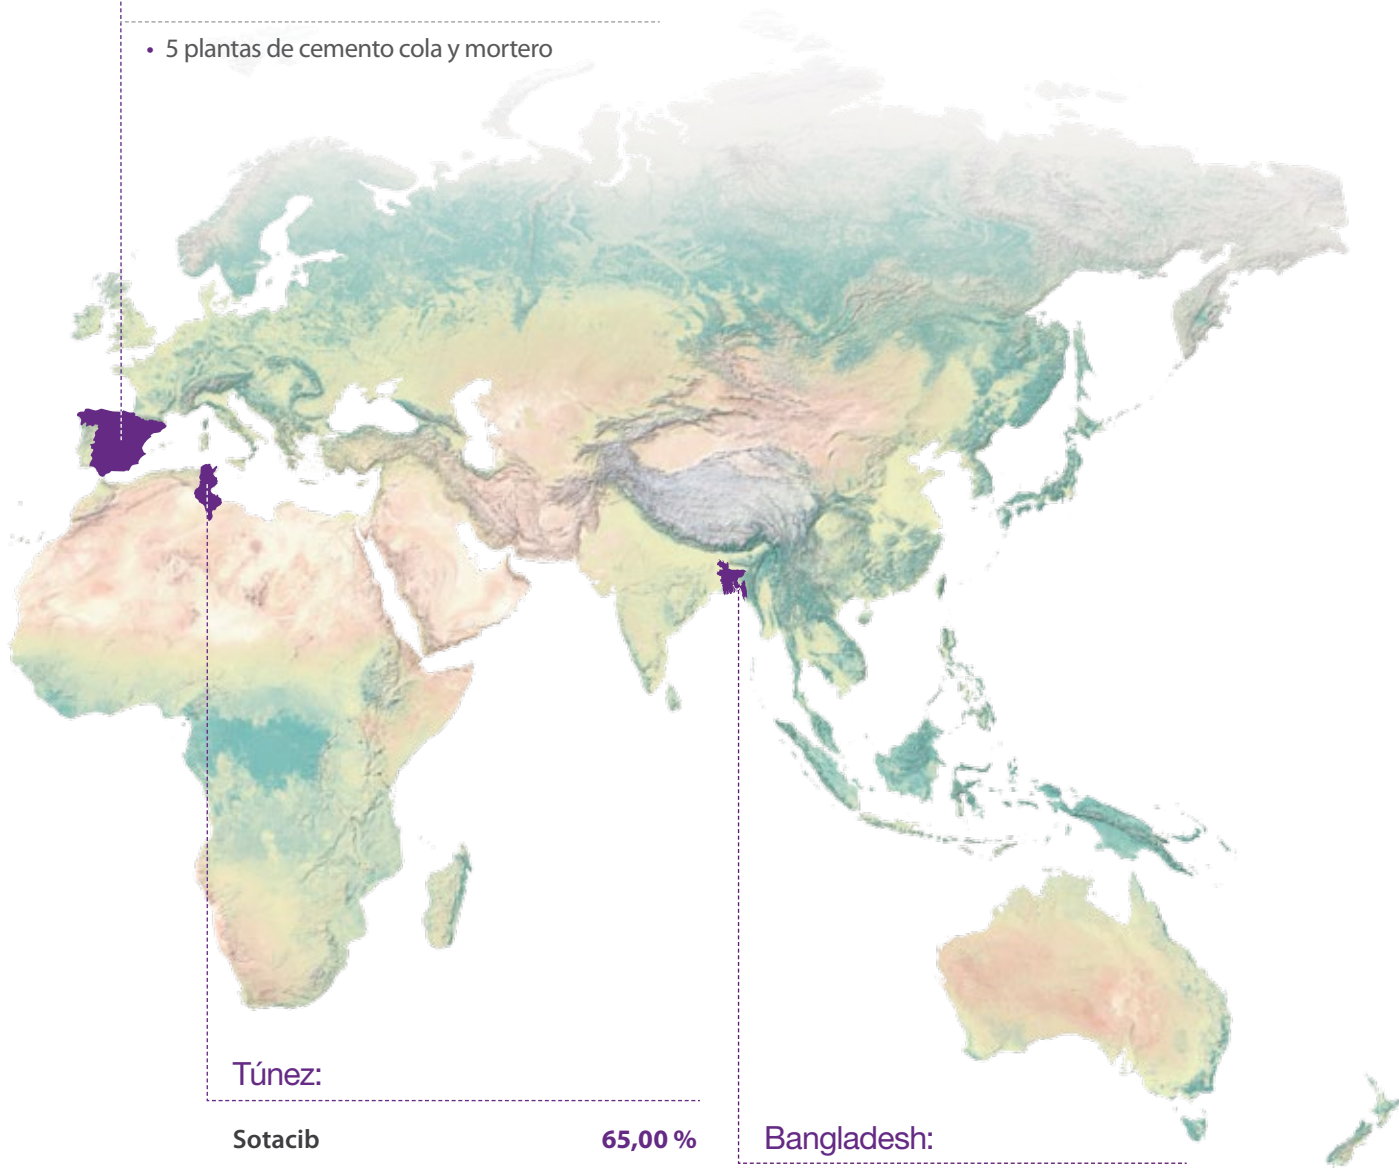 • 5 plantas de cemento cola y mortero
Túnez:
Sotacib 65,00 %
Bangladesh: